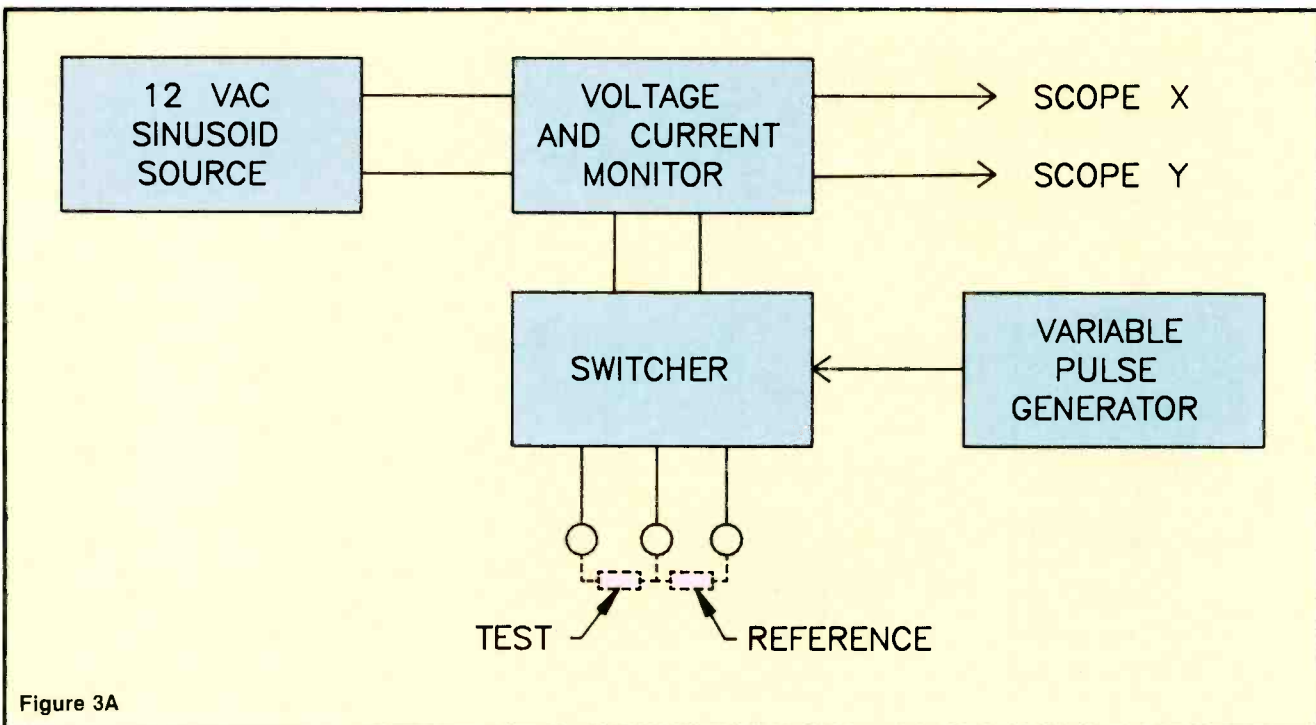 12 VAC
SINUSOID
SOURCE
VOLTAGE
AND CURRENT
MONITOR
SCOPE X
SCOPE Y
SWITCHER
VARIABLE
PULSE
GENERATOR
TEST
REFERENCE
Figure 3A